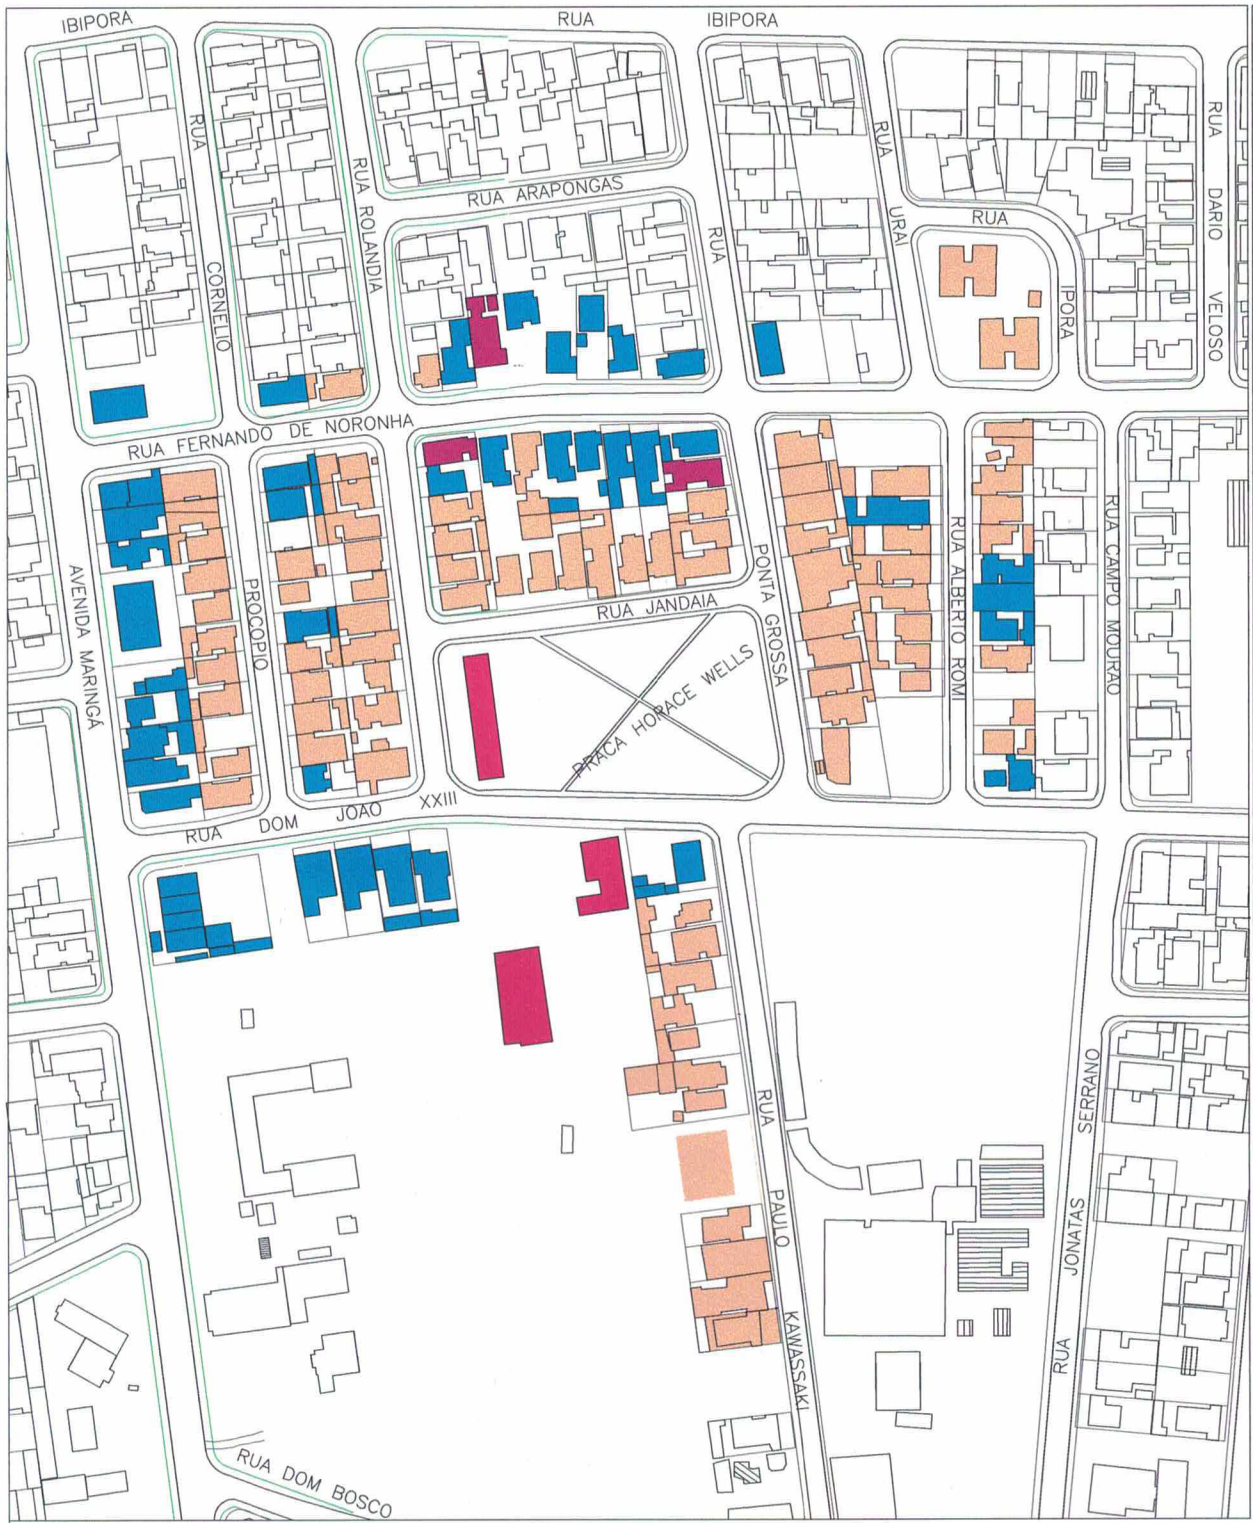 IBIPORA
RUA
IBIPORA
RUA
CORNELIO
PROCOPIO
RUA ROLANDIA
RUA ARAPONGAS
RUA
PONTA GROSSA
RUA
URAI
RUA
IPORA
RUA DARIO VELOSO
RUA FERNANDO DE NORONHA
AVENIDA MARINGÁ
RUA JANDAIA
PRACA HORACE WELLS
RUA ALBERTO ROMI
RUA CAMPO MOURAO
RUA DOM JOAO XXIII
RUA PAULO KAWASSAKI
RUA JONATAS SERRANO
RUA DOM BOSCO